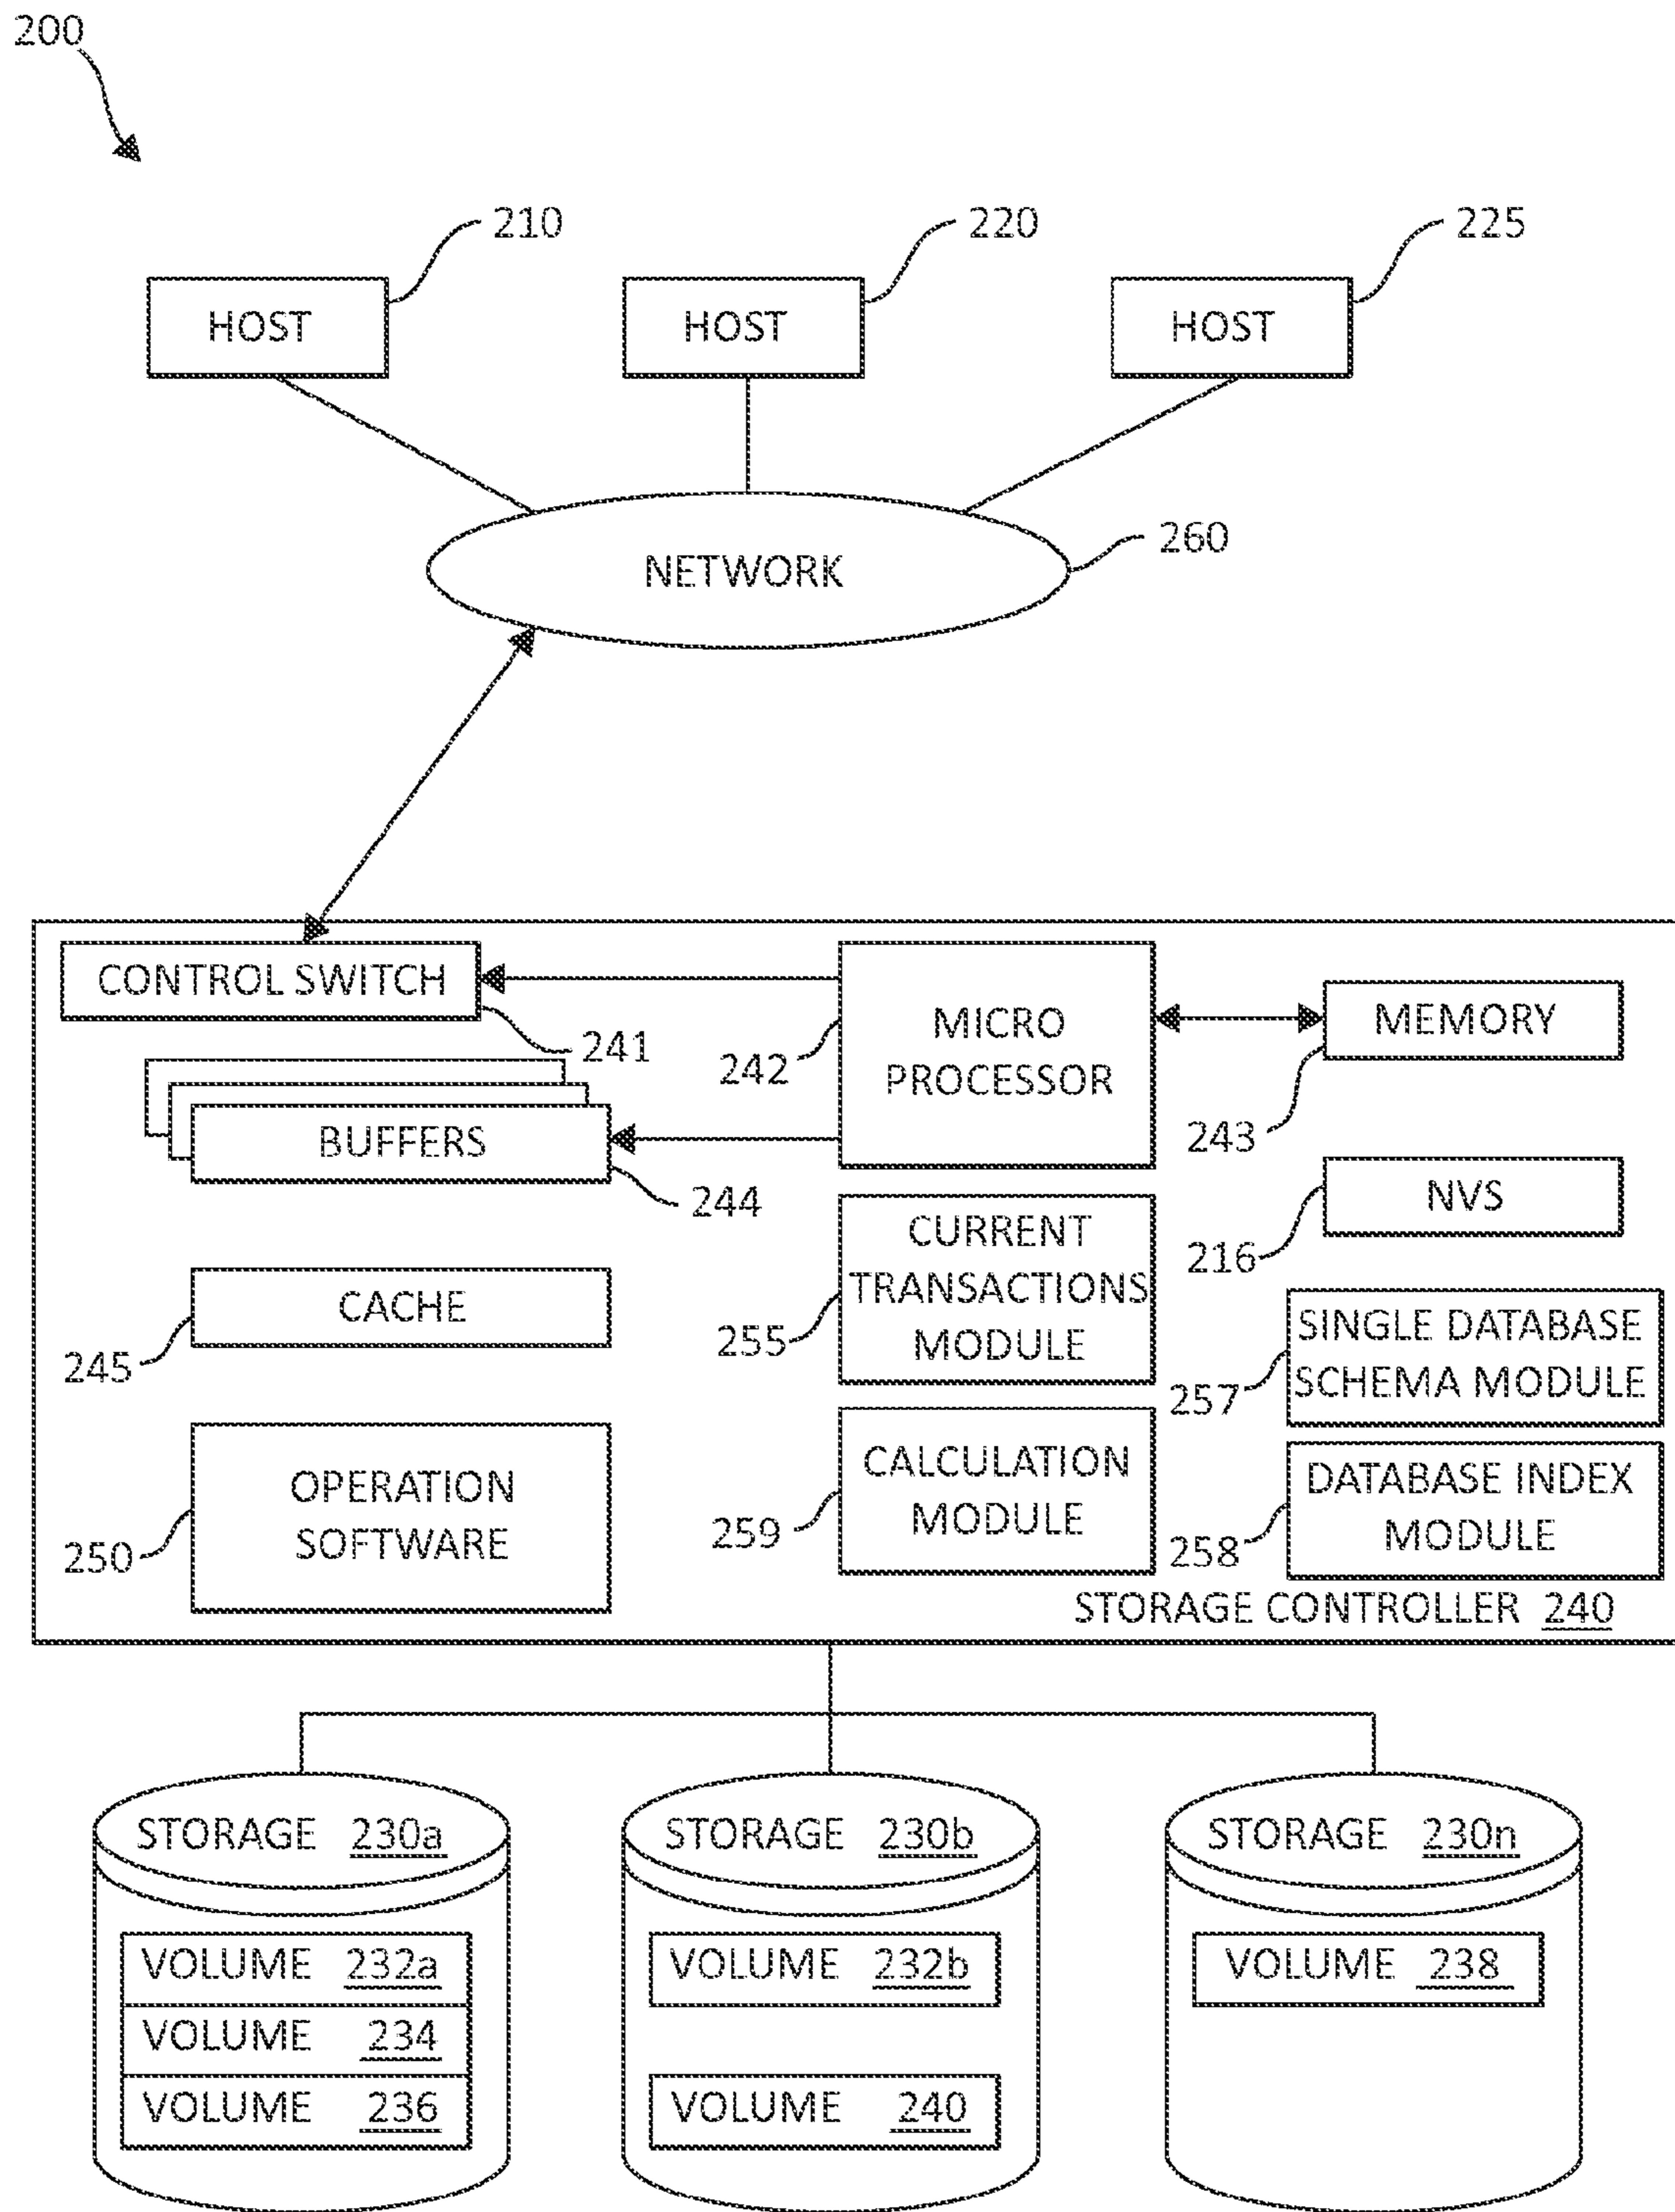 200
210
220
225
HOST
HOST
HOST
260
NETWORK
CONTROL SWITCH
241
MICRO
PROCESSOR
242
MEMORY
243
BUFFERS
244
NVS
216
CURRENT
TRANSACTIONS
MODULE
255
CACHE
245
SINGLE DATABASE
SCHEMA MODULE
257
OPERATION
SOFTWARE
250
CALCULATION
MODULE
259
DATABASE INDEX
MODULE
258
STORAGE CONTROLLER 240
STORAGE 230a
STORAGE 230b
STORAGE 230n
VOLUME 232a
VOLUME 234
VOLUME 236
VOLUME 232b
VOLUME 240
VOLUME 238